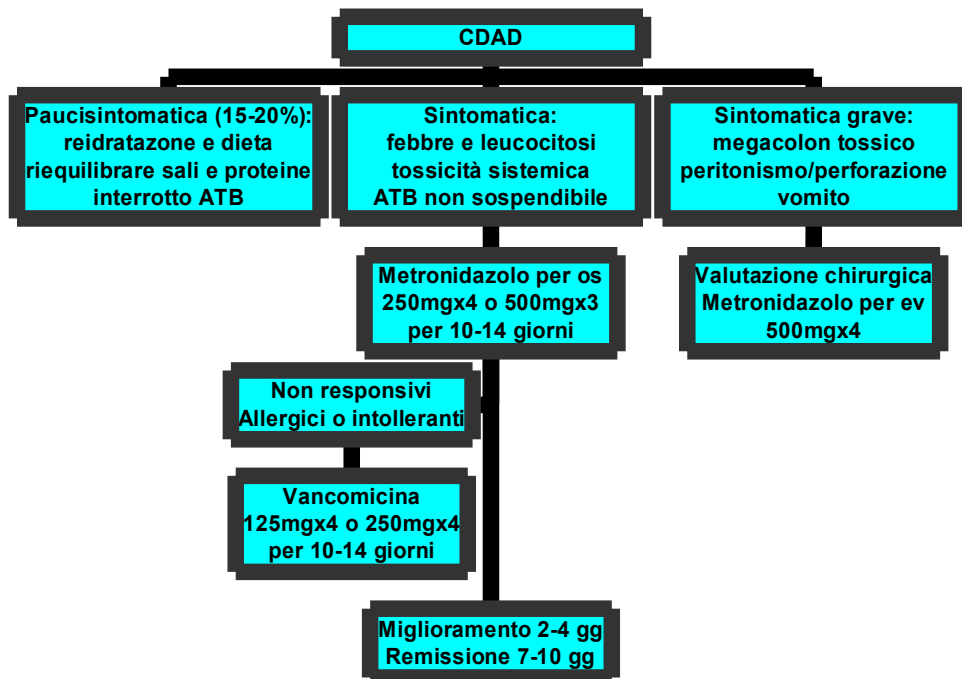 CDAD
Paucisintomatica (15-20%):
reidratazone e dieta
riequilibrare sali e proteine
interrotto ATB
Sintomatica:
febbre e leucocitosi
tossicità sistemica
ATB non sospendibile
Sintomatica grave:
megacolon tossico
peritonismo/perforazione
vomito
Metronidazolo per os
250mgx4 o 500mgx3
per 10-14 giorni
Valutazione chirurgica
Metronidazolo per ev
500mgx4
Non responsivi
Allergici o intolleranti
Vancomicina
125mgx4 o 250mgx4
per 10-14 giorni
Miglioramento 2-4 gg
Remissione 7-10 gg